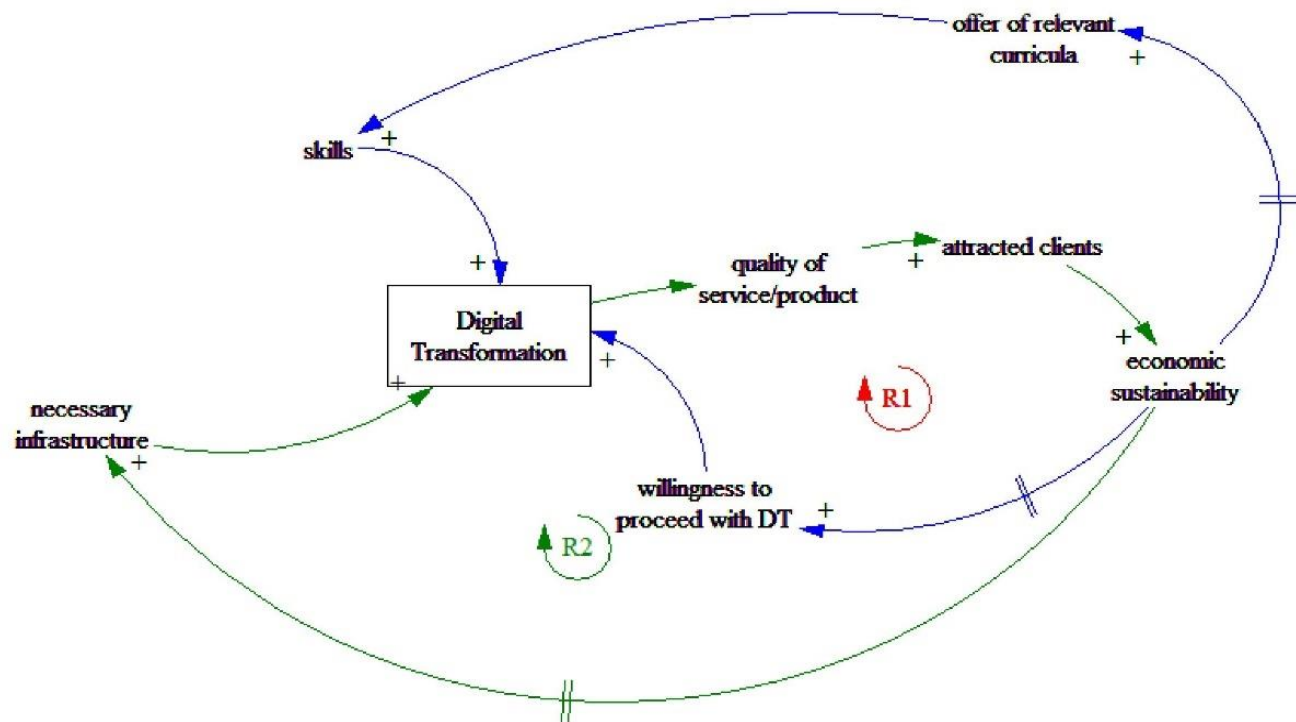 offer of relevant
curricula
+
skills
+
+
attracted clients
+
quality of
service/product
Digital
Transformation
+
economic
sustainability
+
+
R1
necessary
infrastructure
+
willingness to
proceed with DT
+
R2
+